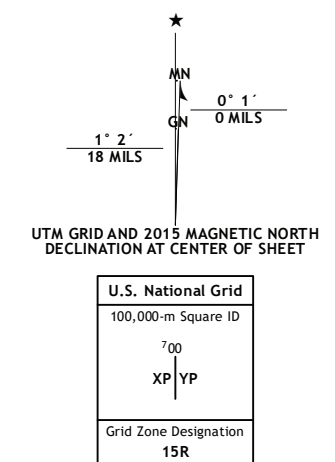 ★
MN
0° 1´
0 MILS
GN
1° 2´
18 MILS
UTM GRID AND 2015 MAGNETIC NORTH
DECLINATION AT CENTER OF SHEET
U.S. National Grid
100,000-m Square ID
⁷00
XP YP
Grid Zone Designation
15R